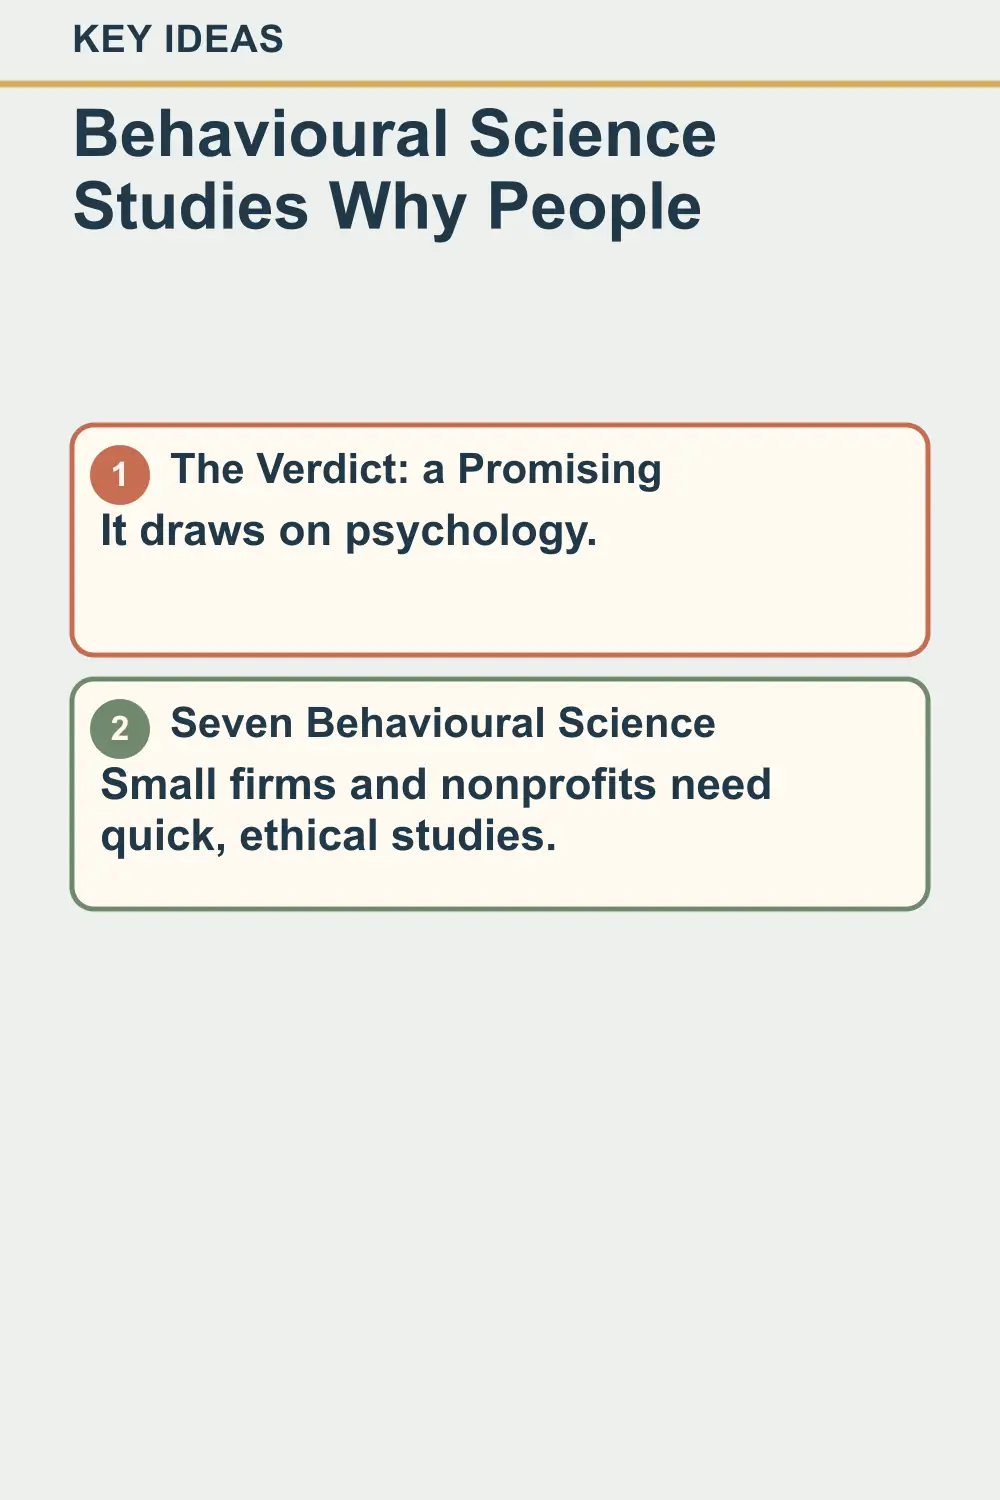 KEY IDEAS
Behavioural Science
Studies Why People
1
The Verdict: a Promising
It draws on psychology.
2
Seven Behavioural Science
Small firms and nonprofits need
quick, ethical studies.